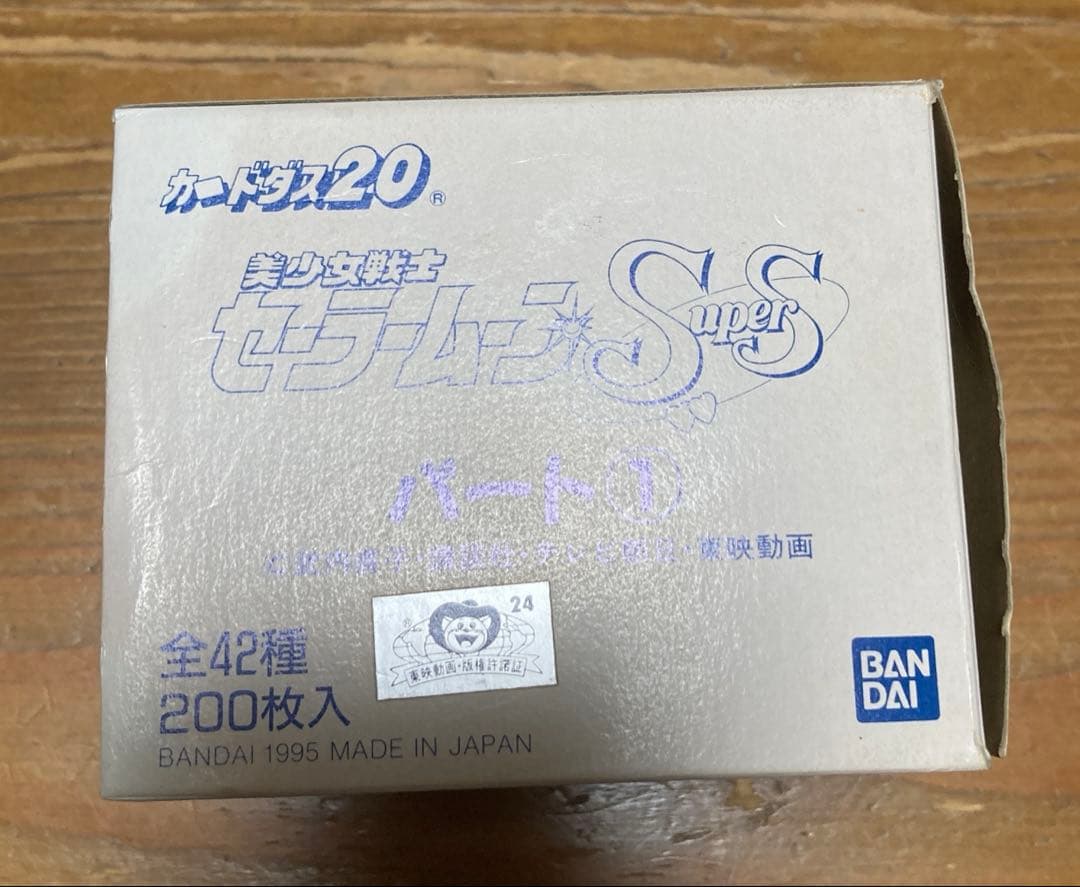 カードダス20®
美少女戦士
セーラームーン SuperS
パート①
©武内直子・講談社・テレビ朝日・東映動画
24
®
東映動画・版権許諾証
全42種
200枚入
BANDAI 1995 MADE IN JAPAN
BAN
DAI